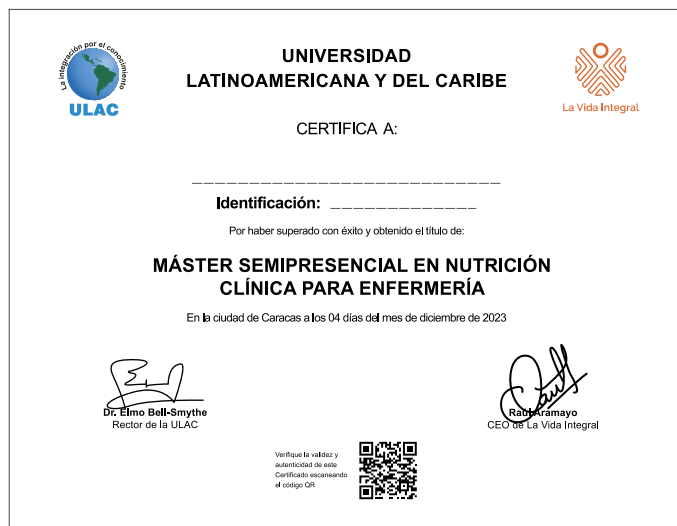 La integración por el conocimiento
ULAC
UNIVERSIDAD
LATINOAMERICANA Y DEL CARIBE
La Vida Integral
CERTIFICA A:
____________________________
Identificación: ______________
Por haber superado con éxito y obtenido el título de:
MÁSTER SEMIPRESENCIAL EN NUTRICIÓN
CLÍNICA PARA ENFERMERÍA
En la ciudad de Caracas a los 04 días del mes de diciembre de 2023
Dr. Elmo Bell-Smythe
Rector de la ULAC
Raúl Aramayo
CEO de La Vida Integral
Verifique la validez y
autenticidad de este
Certificado escaneando
el código QR